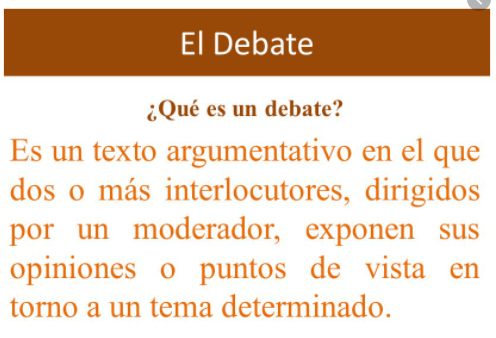 El Debate
¿Qué es un debate?
Es un texto argumentativo en el que
dos o más interlocutores, dirigidos
por un moderador, exponen sus
opiniones o puntos de vista en
torno a un tema determinado.